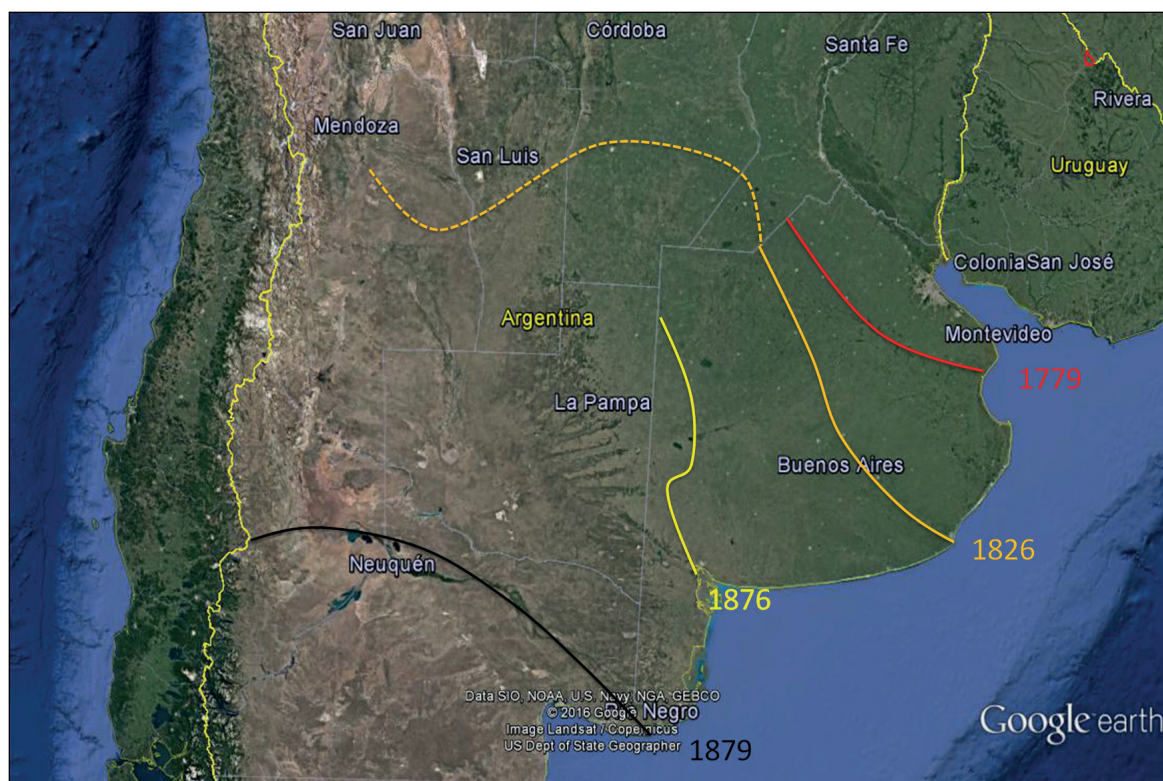 San Juan
Córdoba
Santa Fe
Rivera
Mendoza
San Luis
Uruguay
Colonia
San José
Argentina
Montevideo
1779
La Pampa
Buenos Aires
1826
Neuquén
1876
Data SIO, NOAA, U.S. Navy, NGA, GEBCO
© 2016 Google
Negro
Image Landsat / Copernicus
US Dept of State Geographer
1879
Google earth